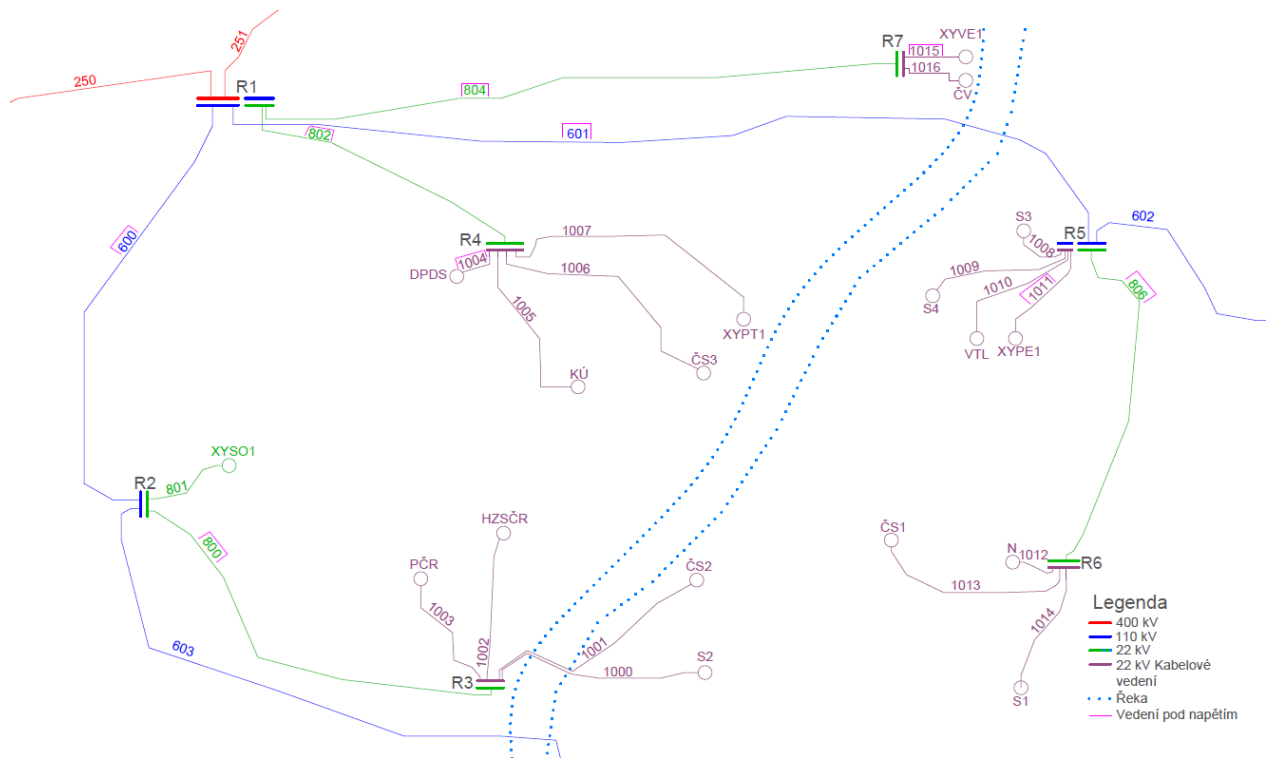 XYVE1
251
R7
1015
250
1016
R1
804
ČV
802
601
S3
602
R4
1007
R5
600
1004
1008
DPDS
1006
1009
1010
806
1005
1011
S4
XYPT1
VTL
XYPE1
ČS3
KÚ
XYSO1
R2
801
HZSČR
ČS1
800
N
1012
PČR
ČS2
R6
1013
1003
Legenda
1014
400 kV
110 kV
603
1001
22 kV
1002
S2
22 kV Kabelové
R3
1000
vedení
S1
Řeka
Vedení pod napětím